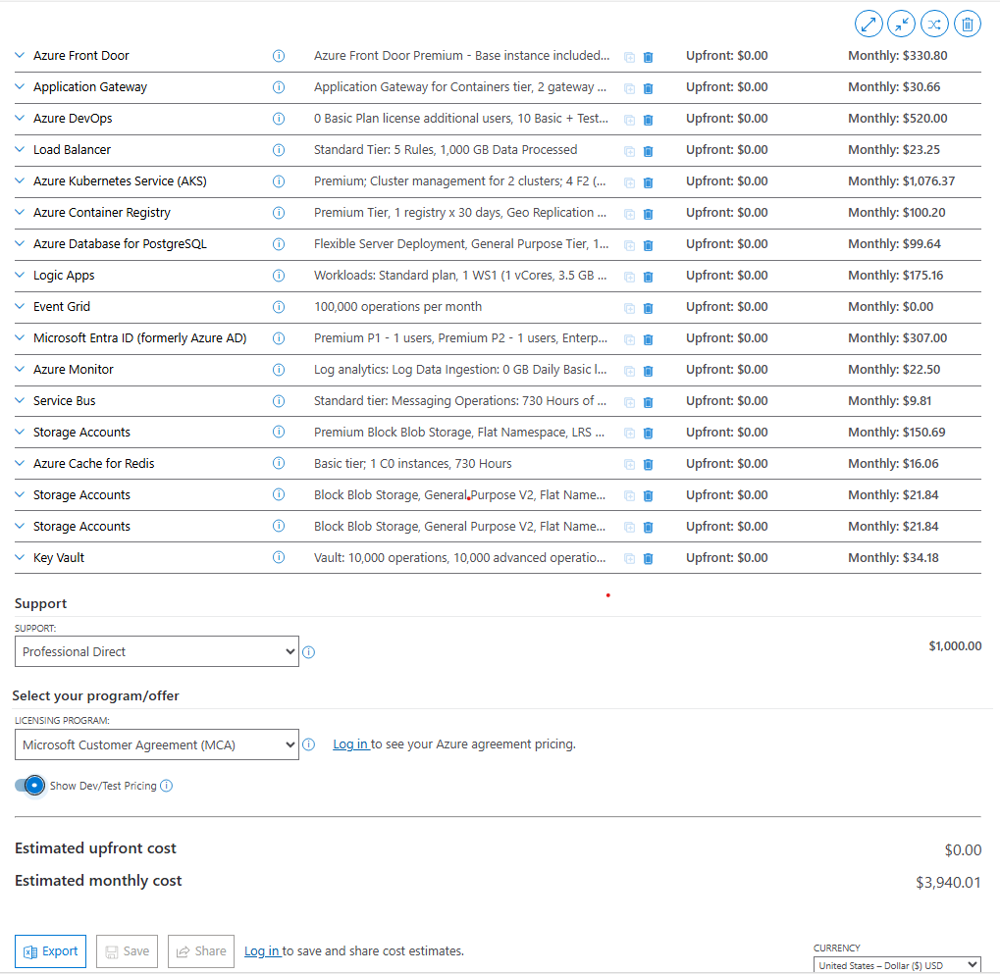 Azure Front Door Azure Front Door Premium - Base instance included... Upfront: $0.00 Monthly: $330.80
Application Gateway Application Gateway for Containers tier, 2 gateway ... Upfront: $0.00 Monthly: $30.66
Azure DevOps 0 Basic Plan license additional users, 10 Basic + Test... Upfront: $0.00 Monthly: $520.00
Load Balancer Standard Tier: 5 Rules, 1,000 GB Data Processed Upfront: $0.00 Monthly: $23.25
Azure Kubernetes Service (AKS) Premium; Cluster management for 2 clusters; 4 F2 (... Upfront: $0.00 Monthly: $1,076.37
Azure Container Registry Premium Tier, 1 registry x 30 days, Geo Replication ... Upfront: $0.00 Monthly: $100.20
Azure Database for PostgreSQL Flexible Server Deployment, General Purpose Tier, 1... Upfront: $0.00 Monthly: $99.64
Logic Apps Workloads: Standard plan, 1 WS1 (1 vCores, 3.5 GB ... Upfront: $0.00 Monthly: $175.16
Event Grid 100,000 operations per month Upfront: $0.00 Monthly: $0.00
Microsoft Entra ID (formerly Azure AD) Premium P1 - 1 users, Premium P2 - 1 users, Enterp... Upfront: $0.00 Monthly: $307.00
Azure Monitor Log analytics: Log Data Ingestion: 0 GB Daily Basic l... Upfront: $0.00 Monthly: $22.50
Service Bus Standard tier: Messaging Operations: 730 Hours of ... Upfront: $0.00 Monthly: $9.81
Storage Accounts Premium Block Blob Storage, Flat Namespace, LRS ... Upfront: $0.00 Monthly: $150.69
Azure Cache for Redis Basic tier; 1 C0 instances, 730 Hours Upfront: $0.00 Monthly: $16.06
Storage Accounts Block Blob Storage, General Purpose V2, Flat Name... Upfront: $0.00 Monthly: $21.84
Storage Accounts Block Blob Storage, General Purpose V2, Flat Name... Upfront: $0.00 Monthly: $21.84
Key Vault Vault: 10,000 operations, 10,000 advanced operatio... Upfront: $0.00 Monthly: $34.18
Support
SUPPORT:
Professional Direct $1,000.00
Select your program/offer
LICENSING PROGRAM:
Microsoft Customer Agreement (MCA) Log in to see your Azure agreement pricing.
Show Dev/Test Pricing
Estimated upfront cost $0.00
Estimated monthly cost $3,940.01
Export Save Share Log in to save and share cost estimates.
CURRENCY
United States – Dollar ($) USD